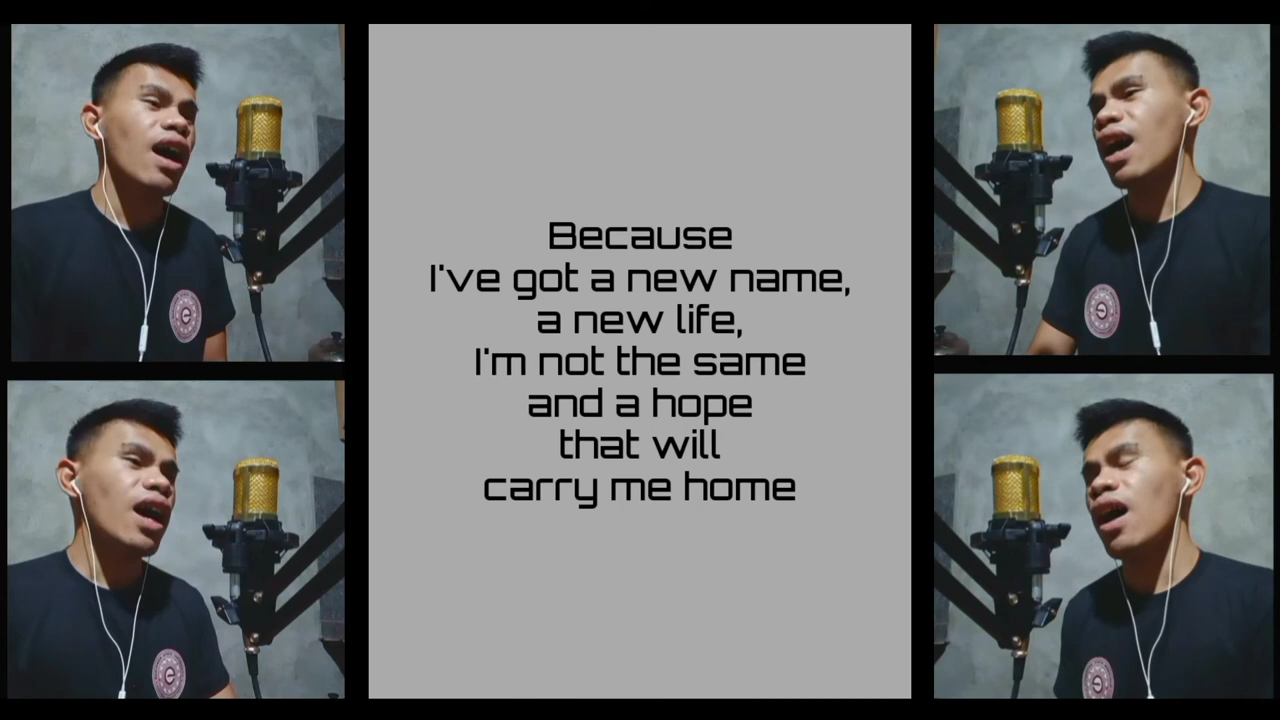 Because
I've got a new name,
a new life,
I'm not the same
and a hope
that will
carry me home